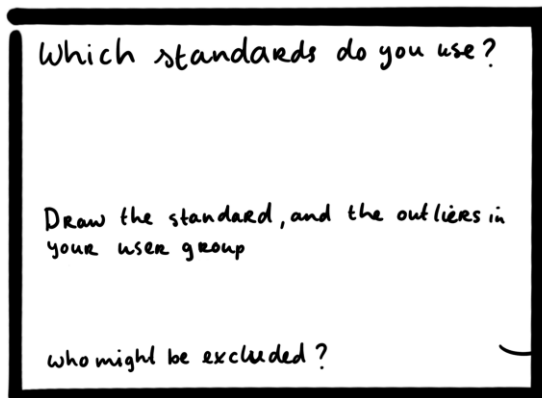 Which standards do you use?
Draw the standard, and the outliers in
your user group
who might be excluded?